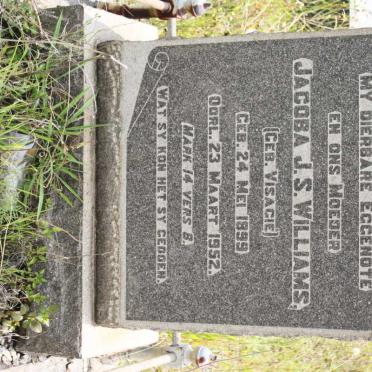 MY DIERBARE EGGENOTE
EN ONS MOEDER
JACOBA J. S. WILLIAMS,
(GEB. VISAGIE)
GEB. 24 MEI 1899
OORL. 23 MAART 1952.
MARK 14 VERS 8.
WAT SY KON HET SY GEDOEN.